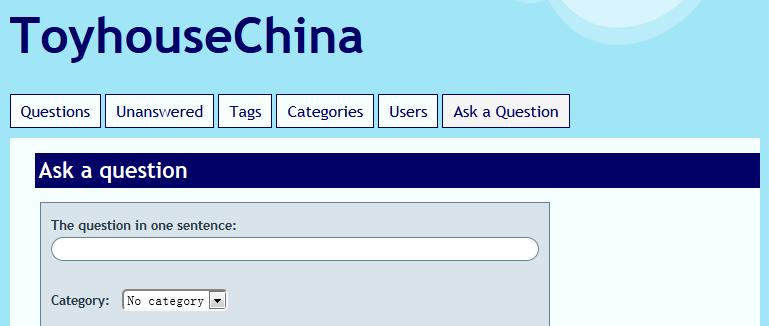 ToyhouseChina
Questions Unanswered Tags Categories Users Ask a Question
Ask a question
The question in one sentence:
Category: No category